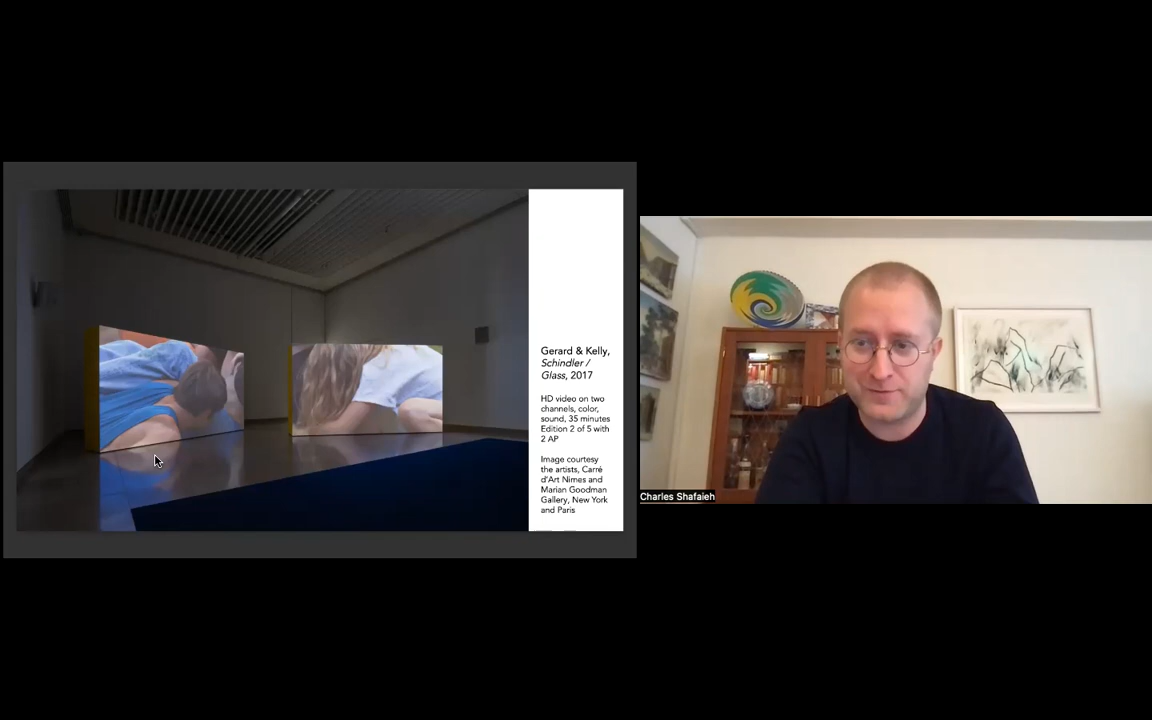 Gerard & Kelly,
Schindler /
Glass, 2017
HD video on two
channels, color,
sound, 35 minutes
Edition 2 of 5 with
2 AP
Image courtesy
the artists, Carré
d'Art Nimes and
Marian Goodman
Gallery, New York
and Paris
Charles Shafaieh